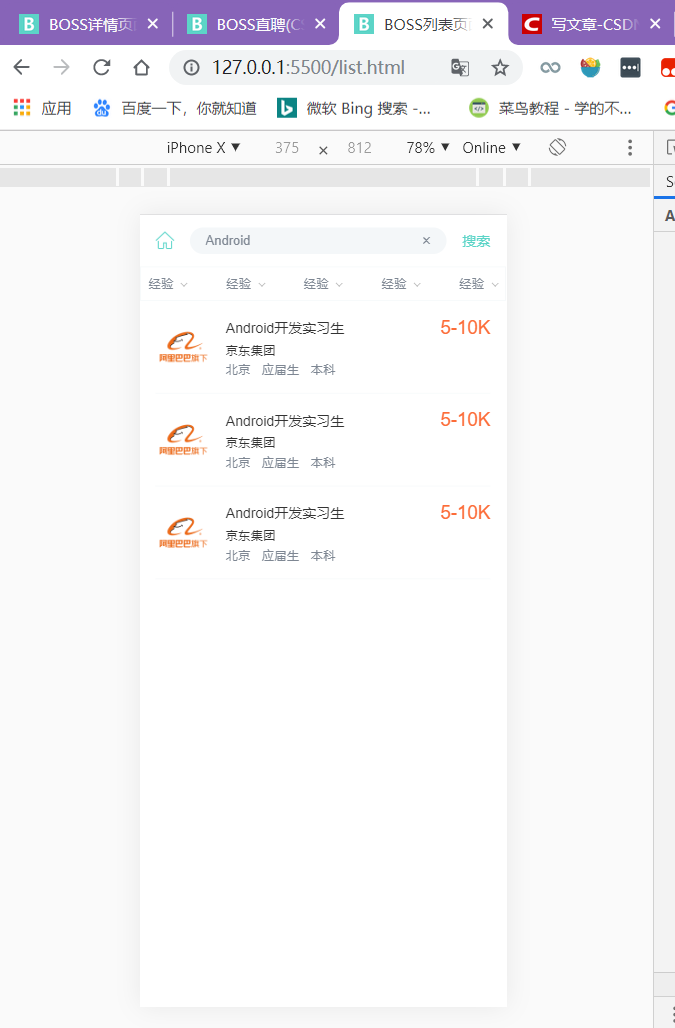 BOSS详情页 BOSS直聘(C BOSS列表页 写文章-CSD
127.0.0.1:5500/list.html
应用 百度一下，你就知道 微软 Bing 搜索 -... 菜鸟教程 - 学的不...
iPhone X ▼ 375 × 812 78% ▼ Online ▼
Android × 搜索
经验 经验 经验 经验 经验
Android开发实习生 5-10K
京东集团
阿里巴巴旗下
北京 应届生 本科
Android开发实习生 5-10K
京东集团
阿里巴巴旗下
北京 应届生 本科
Android开发实习生 5-10K
京东集团
阿里巴巴旗下
北京 应届生 本科